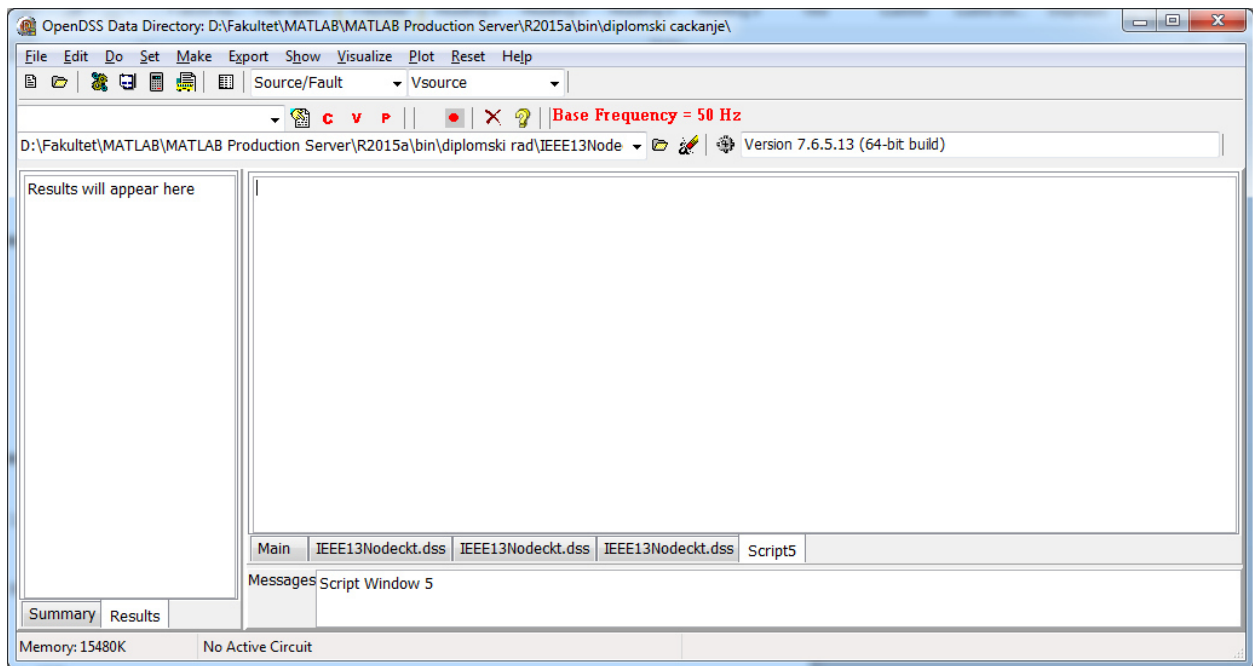 OpenDSS Data Directory: D:\Fakultet\MATLAB\MATLAB Production Server\R2015a\bin\diplomski cackanje\
File Edit Do Set Make Export Show Visualize Plot Reset Help
Source/Fault Vsource
C V P Base Frequency = 50 Hz
D:\Fakultet\MATLAB\MATLAB Production Server\R2015a\bin\diplomski rad\IEEE13Node Version 7.6.5.13 (64-bit build)
Results will appear here
Main IEEE13Nodeckt.dss IEEE13Nodeckt.dss IEEE13Nodeckt.dss Script5
Messages Script Window 5
Summary Results
Memory: 15480K No Active Circuit